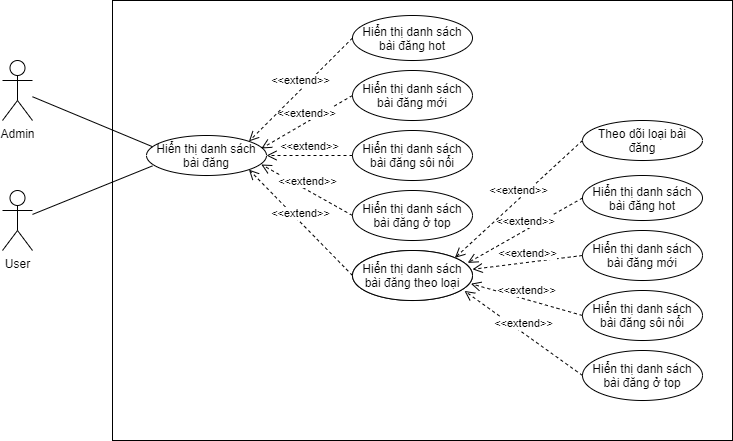 Admin
User
Hiển thị danh sách
bài đăng
<<extend>>
<<extend>>
<<extend>>
<<extend>>
<<extend>>
Hiển thị danh sách
bài đăng hot
Hiển thị danh sách
bài đăng mới
Hiển thị danh sách
bài đăng sôi nổi
Hiển thị danh sách
bài đăng ở top
Hiển thị danh sách
bài đăng theo loại
<<extend>>
<<extend>>
<<extend>>
<<extend>>
<<extend>>
Theo dõi loại bài
đăng
Hiển thị danh sách
bài đăng hot
Hiển thị danh sách
bài đăng mới
Hiển thị danh sách
bài đăng sôi nổi
Hiển thị danh sách
bài đăng ở top